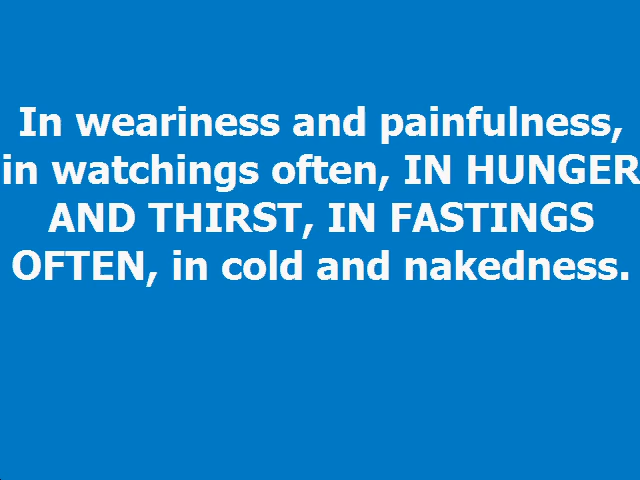 In weariness and painfulness,
in watchings often, IN HUNGER
AND THIRST, IN FASTINGS
OFTEN, in cold and nakedness.